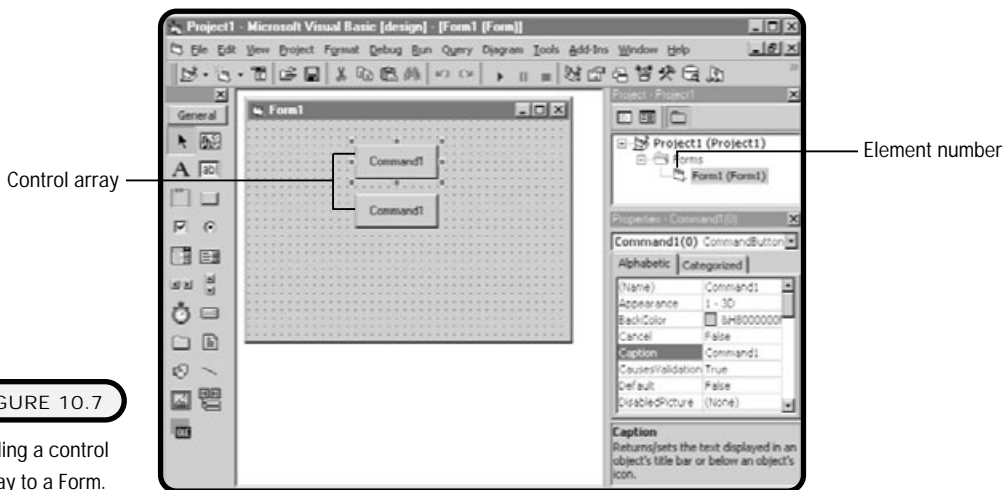 Project1 - Microsoft Visual Basic [design] - [Form1 (Form)]
File Edit View Project Format Debug Run Query Diagram Tools Add-Ins Window Help
General
Form1
Command1
Command1
Control array
Project - Project1
Project1 (Project1)
Forms
Form1 (Form1)
Element number
Properties - Command1(0)
Command1(0) CommandButton
Alphabetic Categorized
(Name) Command1
Appearance 1 - 3D
BackColor &H8000000F
Cancel False
Caption Command1
CausesValidation True
Default False
DisabledPicture (None)
Caption
Returns/sets the text displayed in an
object's title bar or below an object's
icon.
A
abl
OLE
GURE 10.7
ling a control
ay to a Form.